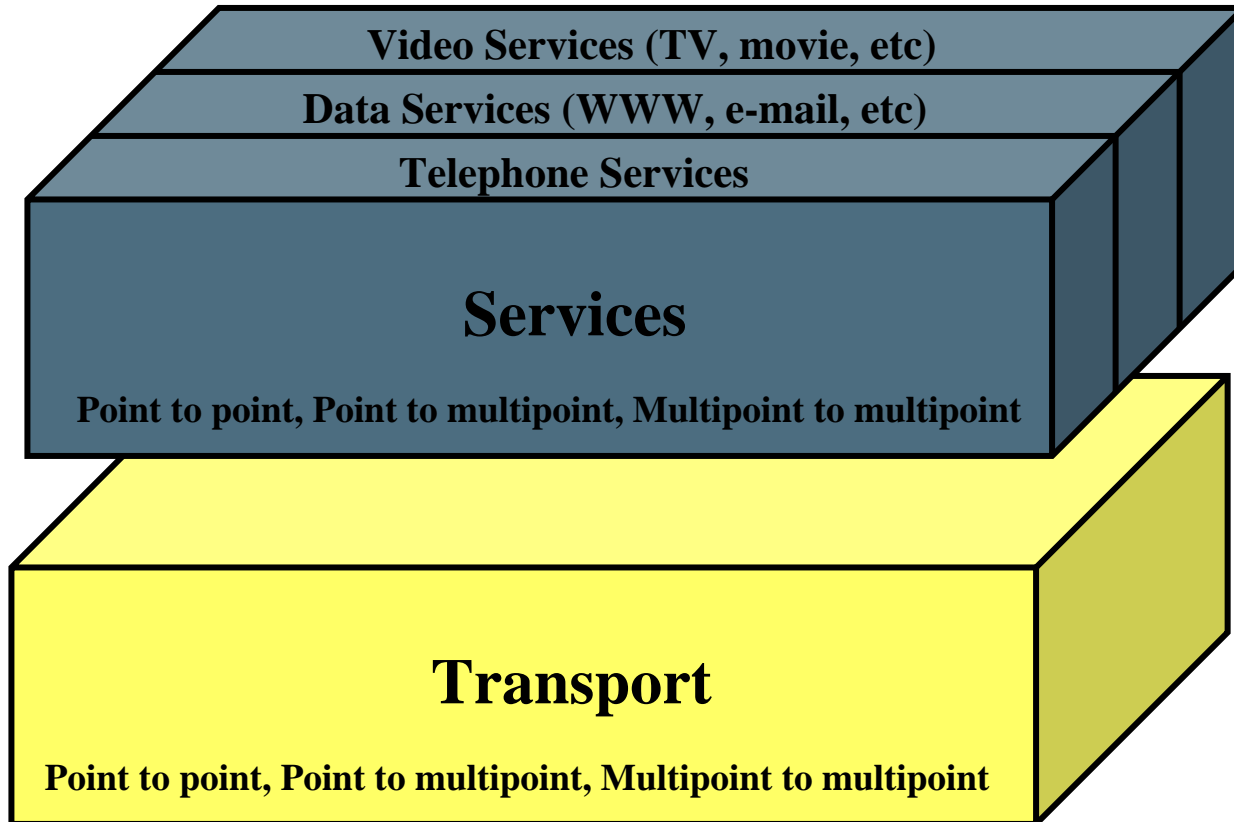 Video Services (TV, movie, etc)
Data Services (WWW, e-mail, etc)
Telephone Services
Services
Point to point, Point to multipoint, Multipoint to multipoint
Transport
Point to point, Point to multipoint, Multipoint to multipoint